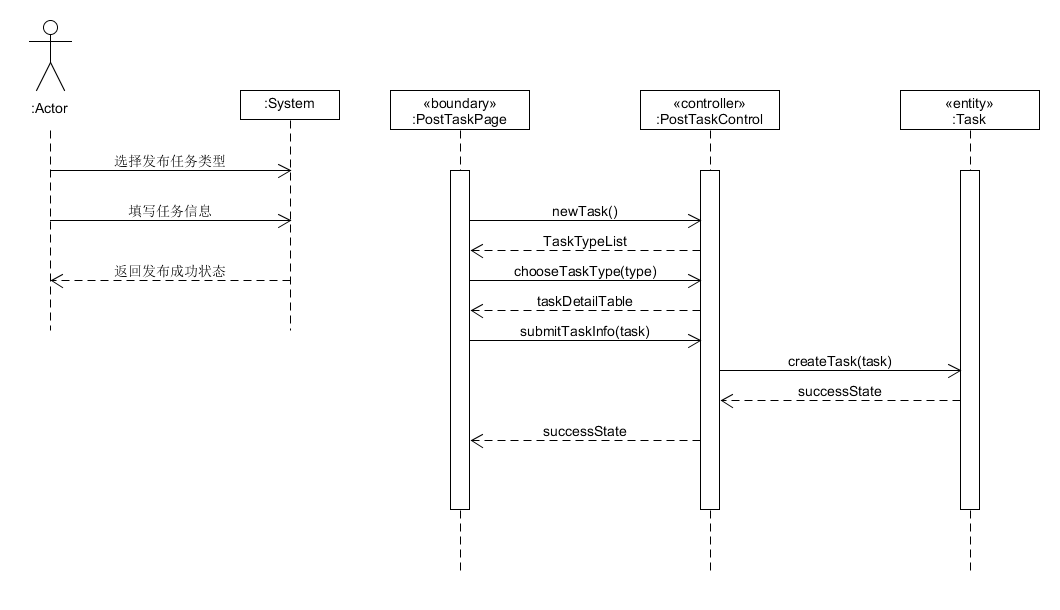 :Actor
:System
«boundary»
:PostTaskPage
«controller»
:PostTaskControl
«entity»
:Task
选择发布任务类型
填写任务信息
返回发布成功状态
newTask()
TaskTypeList
chooseTaskType(type)
taskDetailTable
submitTaskInfo(task)
createTask(task)
successState
successState